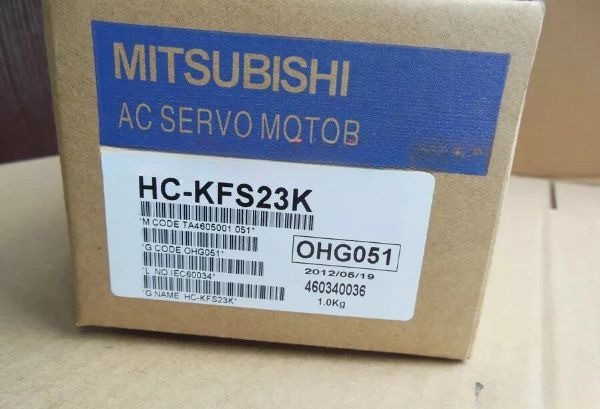 MITSUBISHI
AC SERVO MOTOR
HC-KFS23K
*M CODE TA4605001 051*
*G CODE OHG051*
*L NO IEC60034*
*G NAME HC-KFS23K*
OHG051
2012/06/19
460340036
1.0Kg